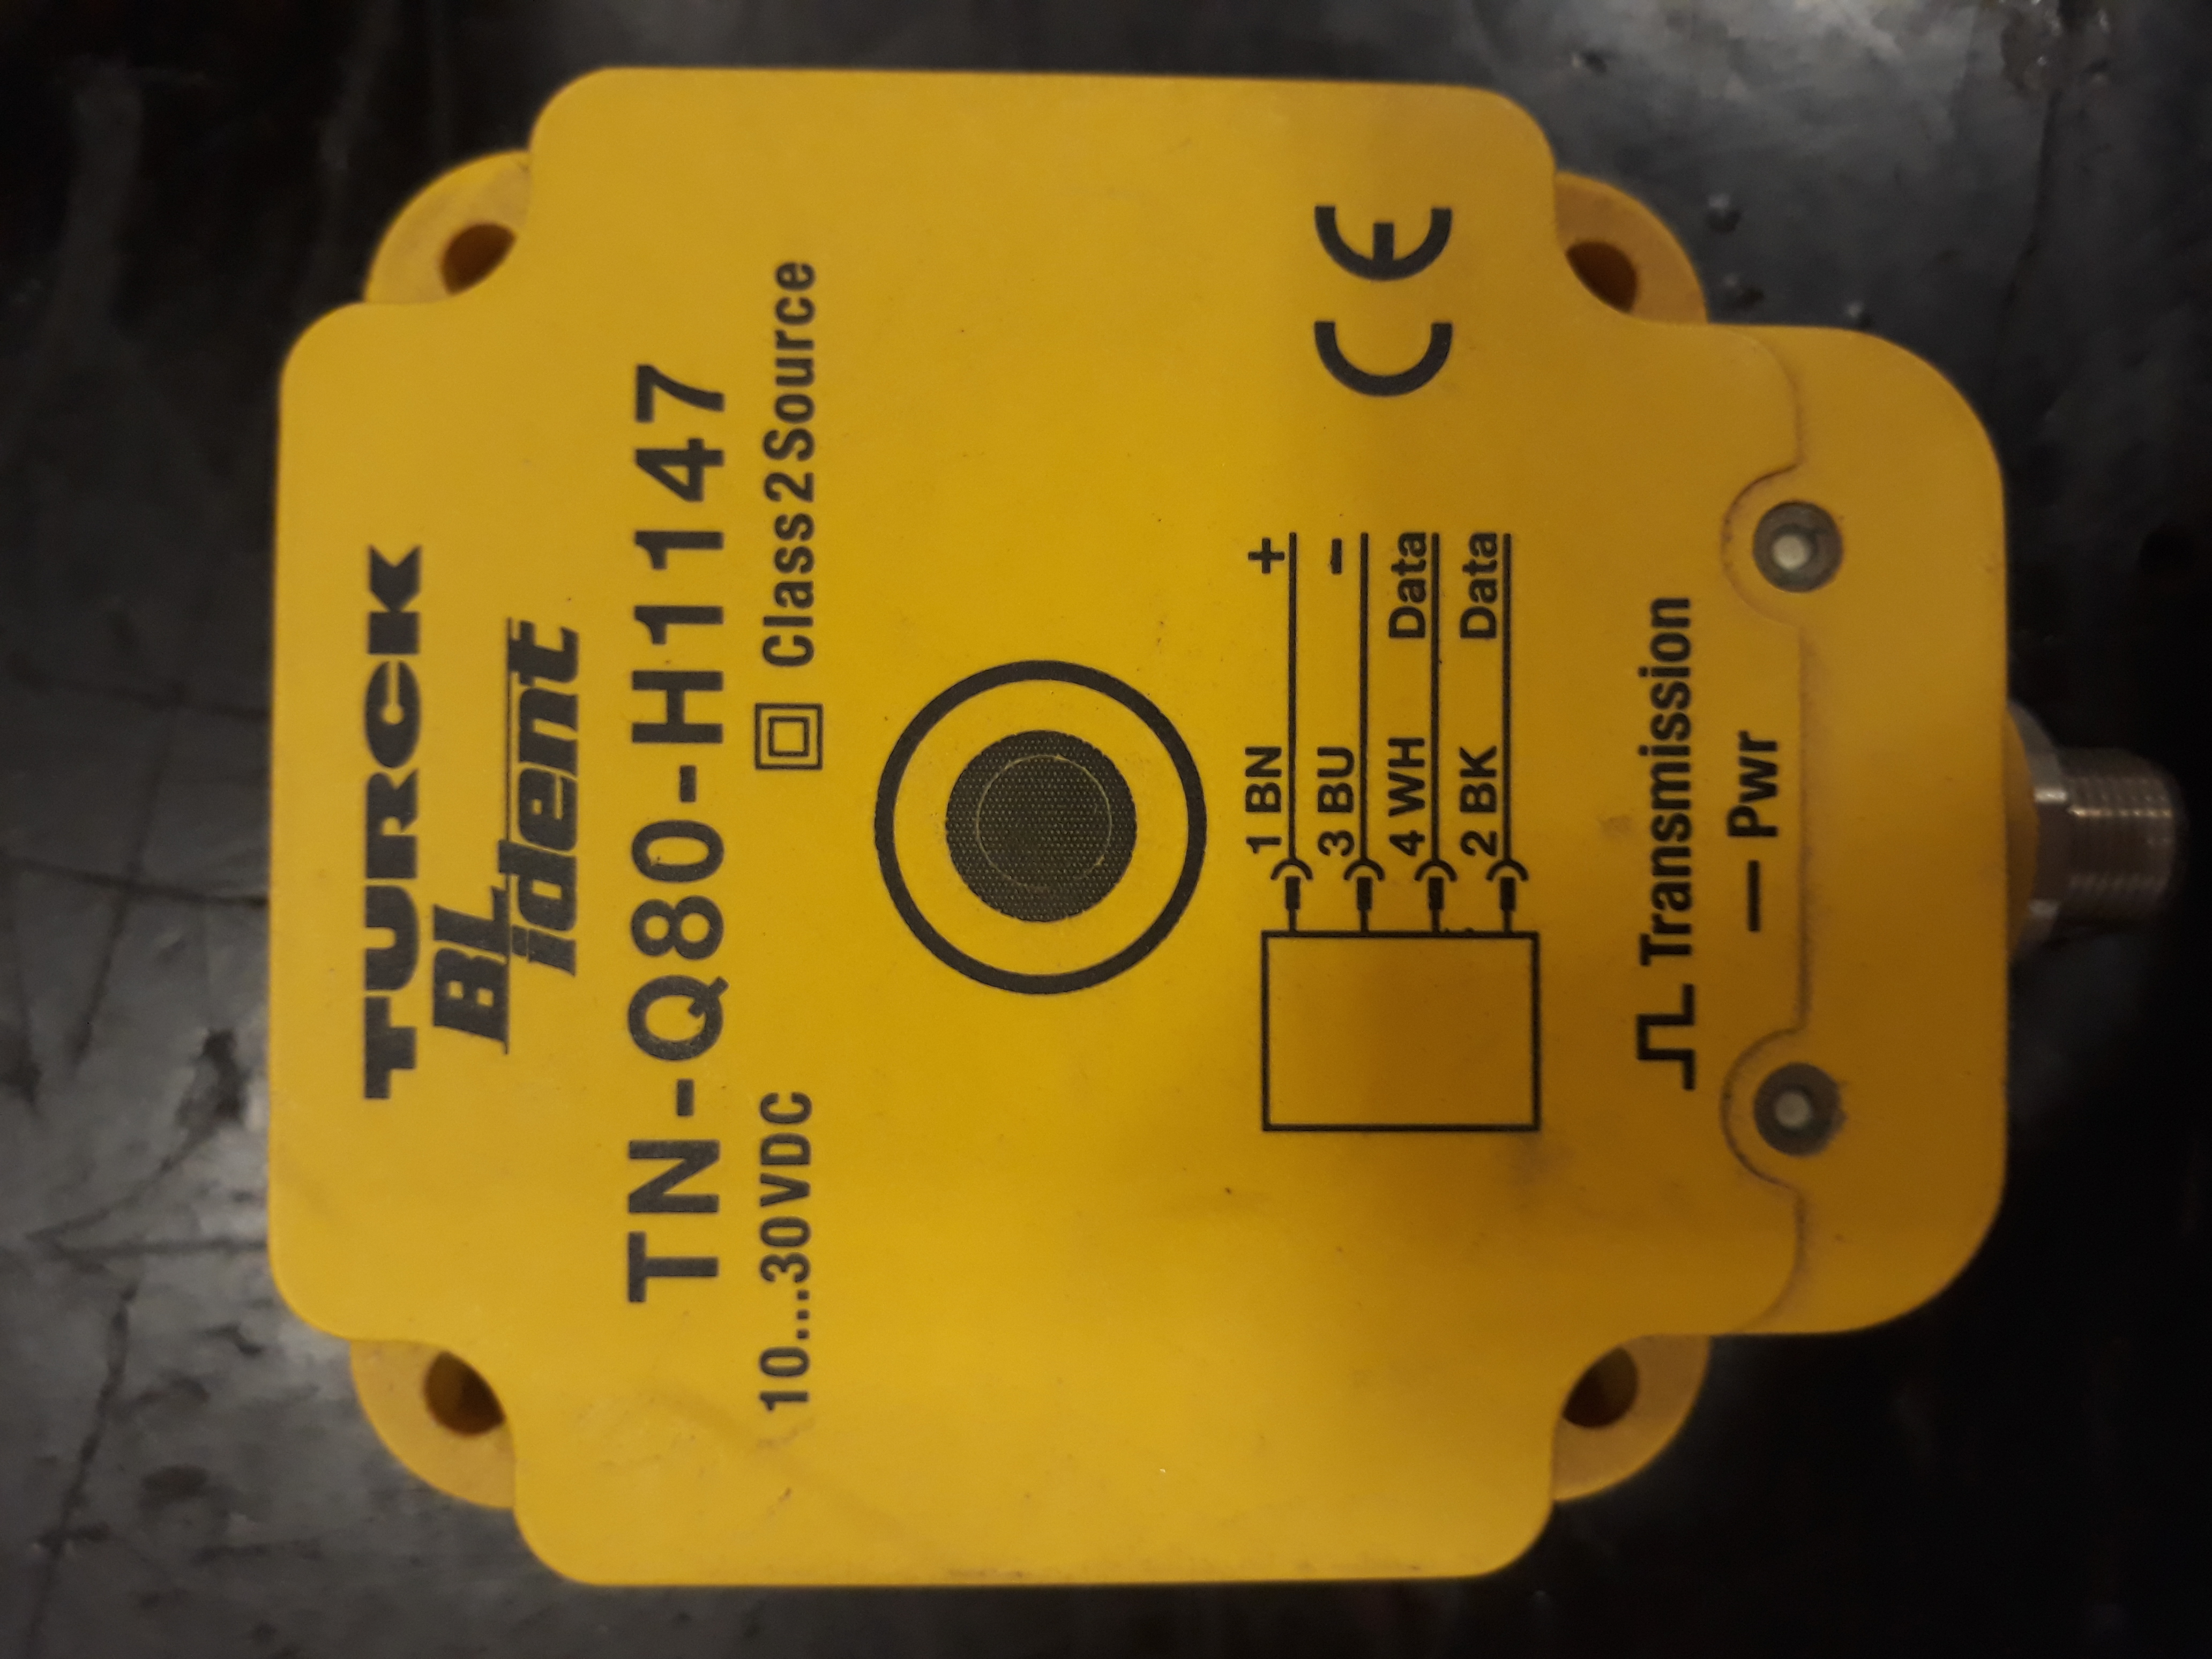 TURCK
BL ident
TN-Q80-H1147
10...30VDC Class2Source
1 BN +
3 BU -
4 WH Data
2 BK Data
CE
Transmission
Pwr